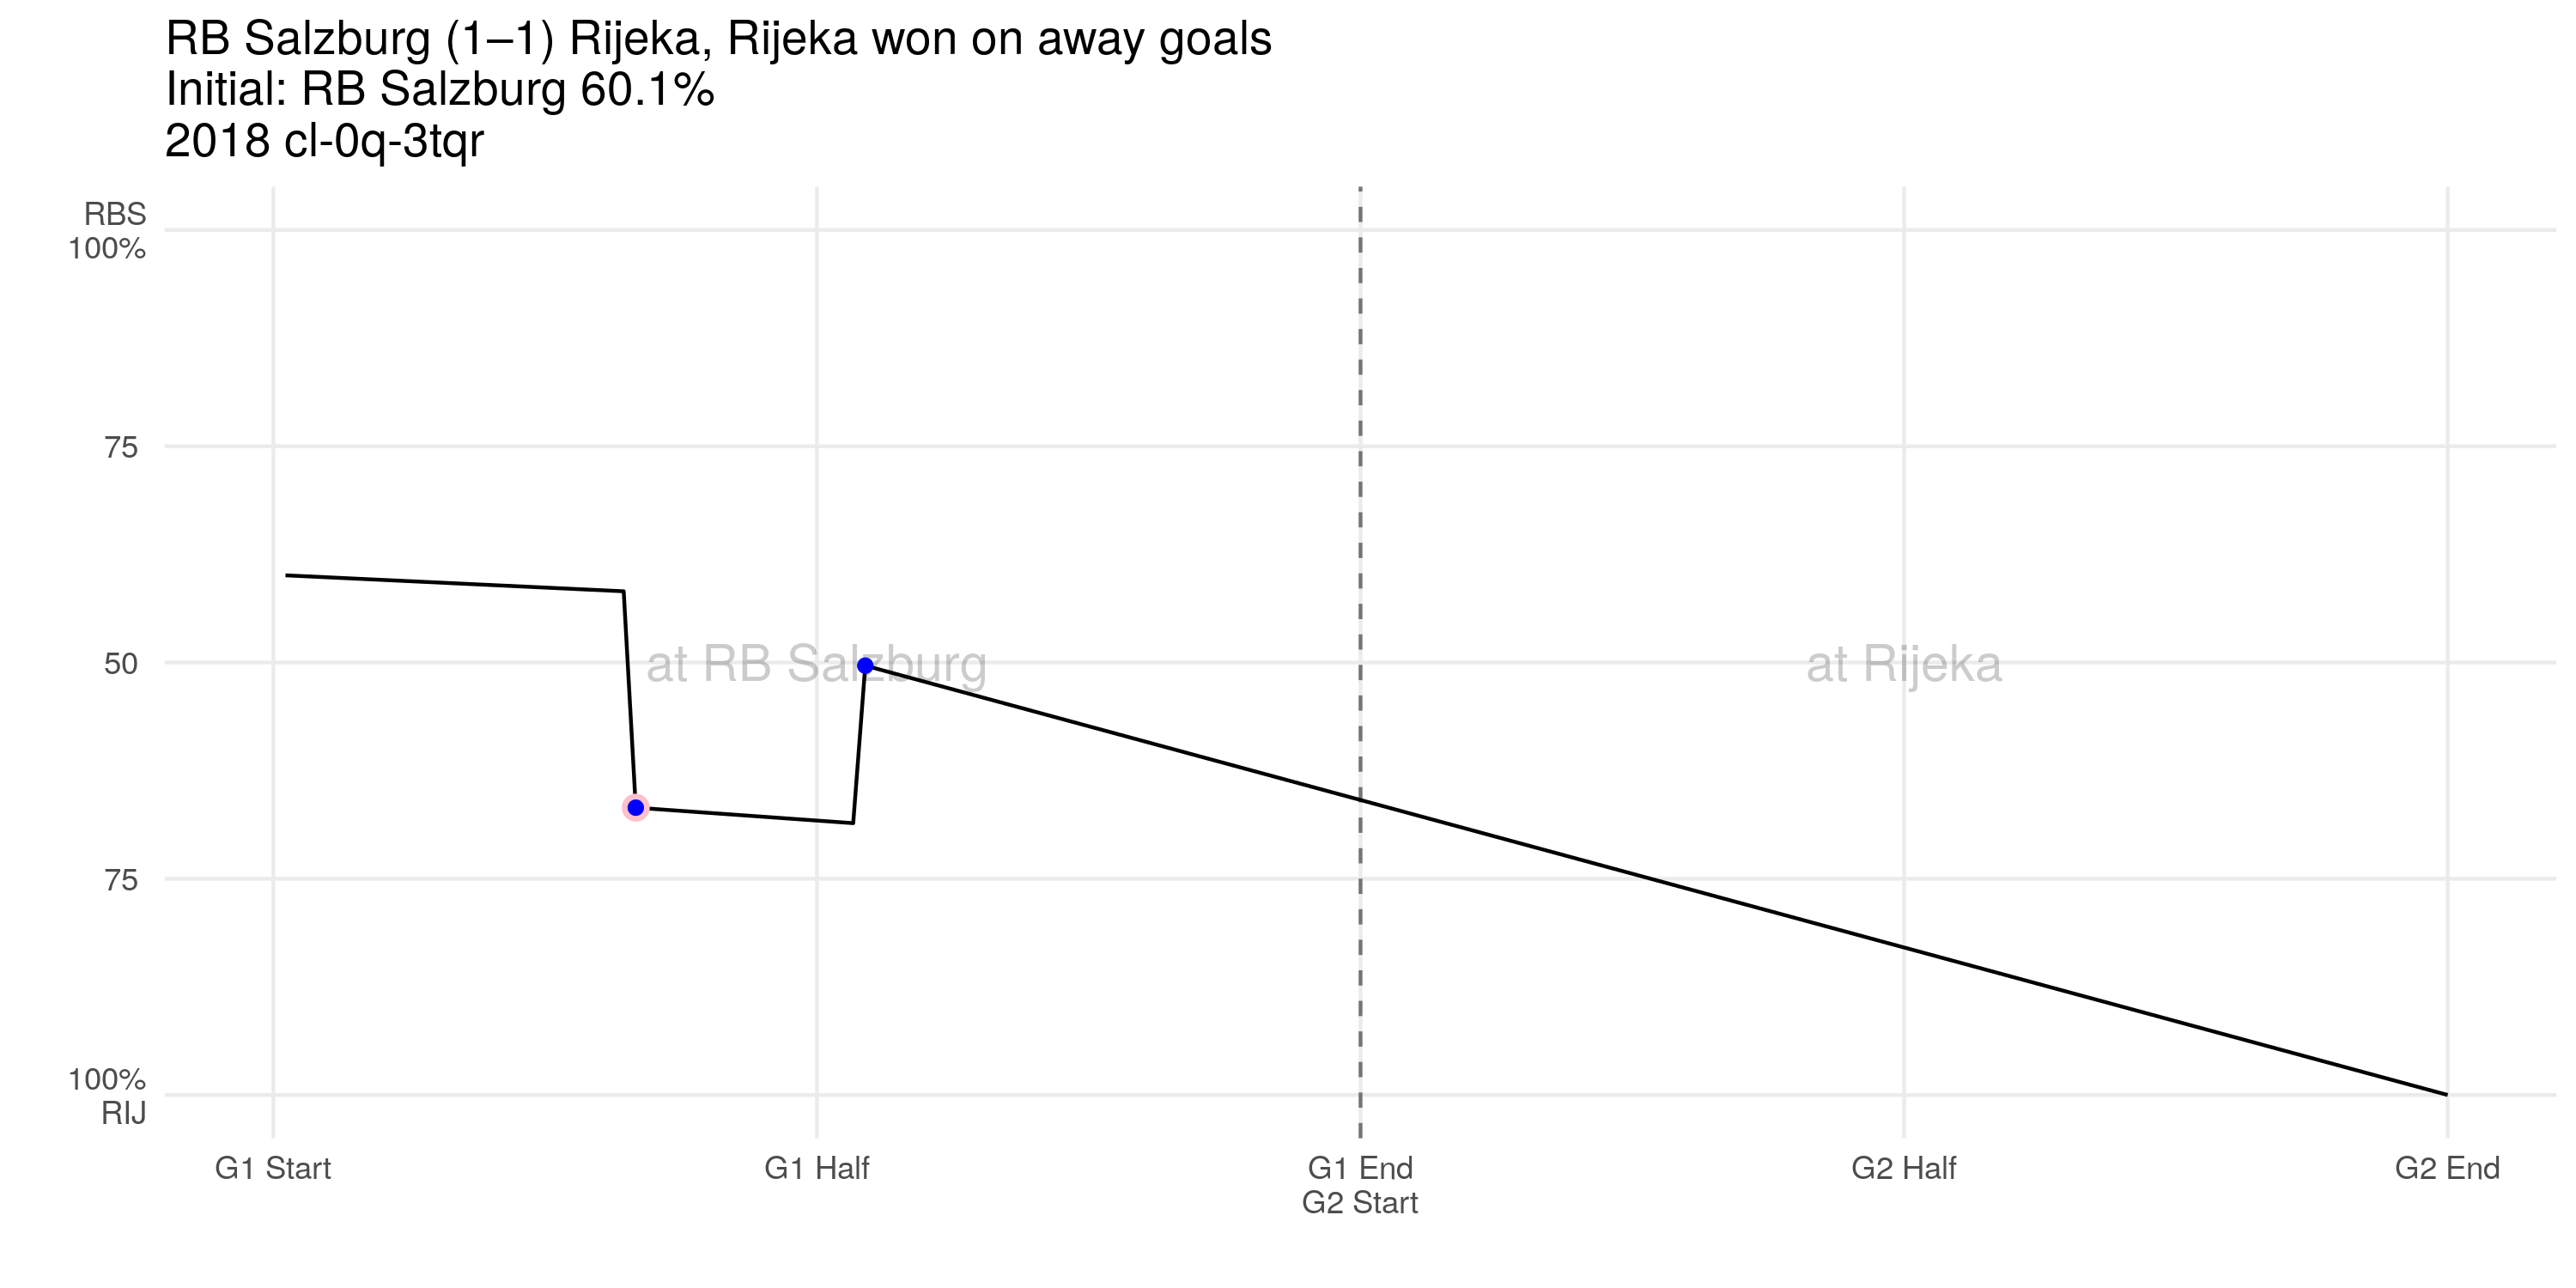 RB Salzburg (1–1) Rijeka, Rijeka won on away goals
Initial: RB Salzburg 60.1%
2018 cl-0q-3tqr
RBS
100%
75
50
75
100%
RIJ
at RB Salzburg
at Rijeka
G1 Start
G1 Half
G1 End
G2 Start
G2 Half
G2 End